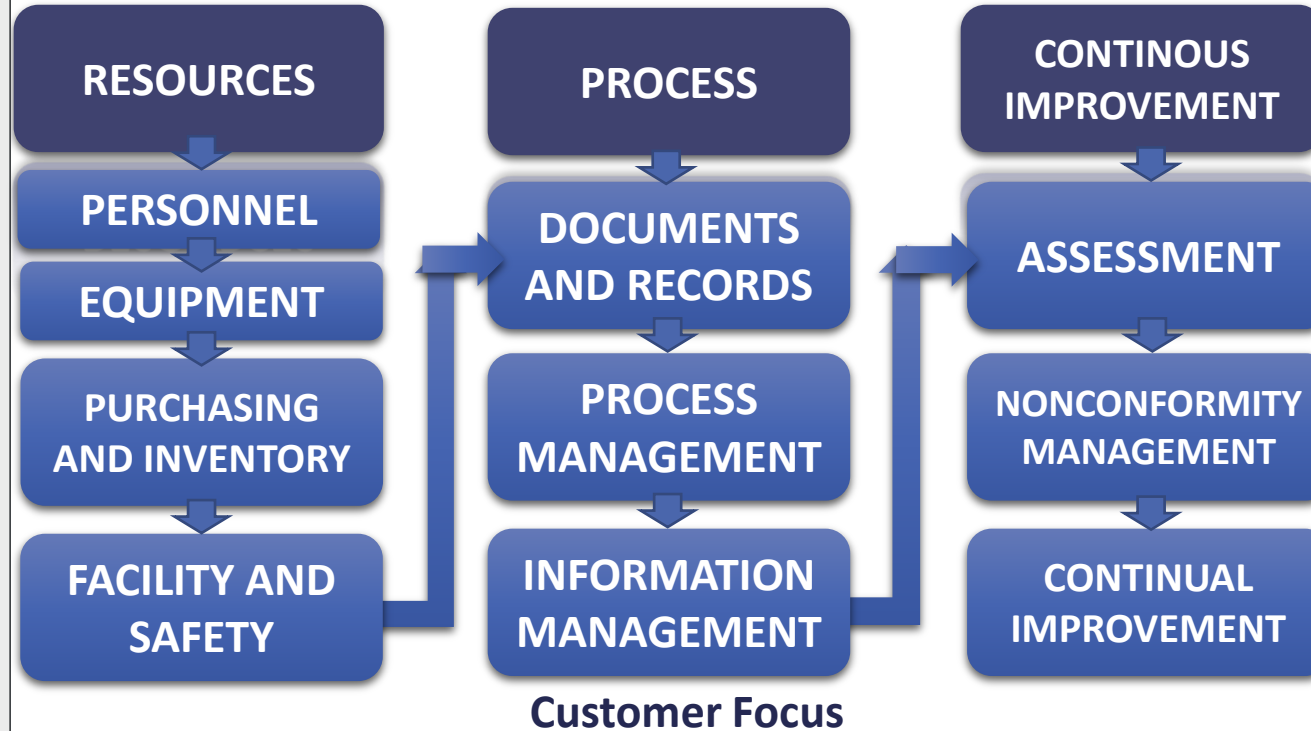 RESOURCES
PERSONNEL
EQUIPMENT
PURCHASING
AND INVENTORY
FACILITY AND
SAFETY
PROCESS
DOCUMENTS
AND RECORDS
PROCESS
MANAGEMENT
INFORMATION
MANAGEMENT
CONTINOUS
IMPROVEMENT
ASSESSMENT
NONCONFORMITY
MANAGEMENT
CONTINUAL
IMPROVEMENT
Customer Focus